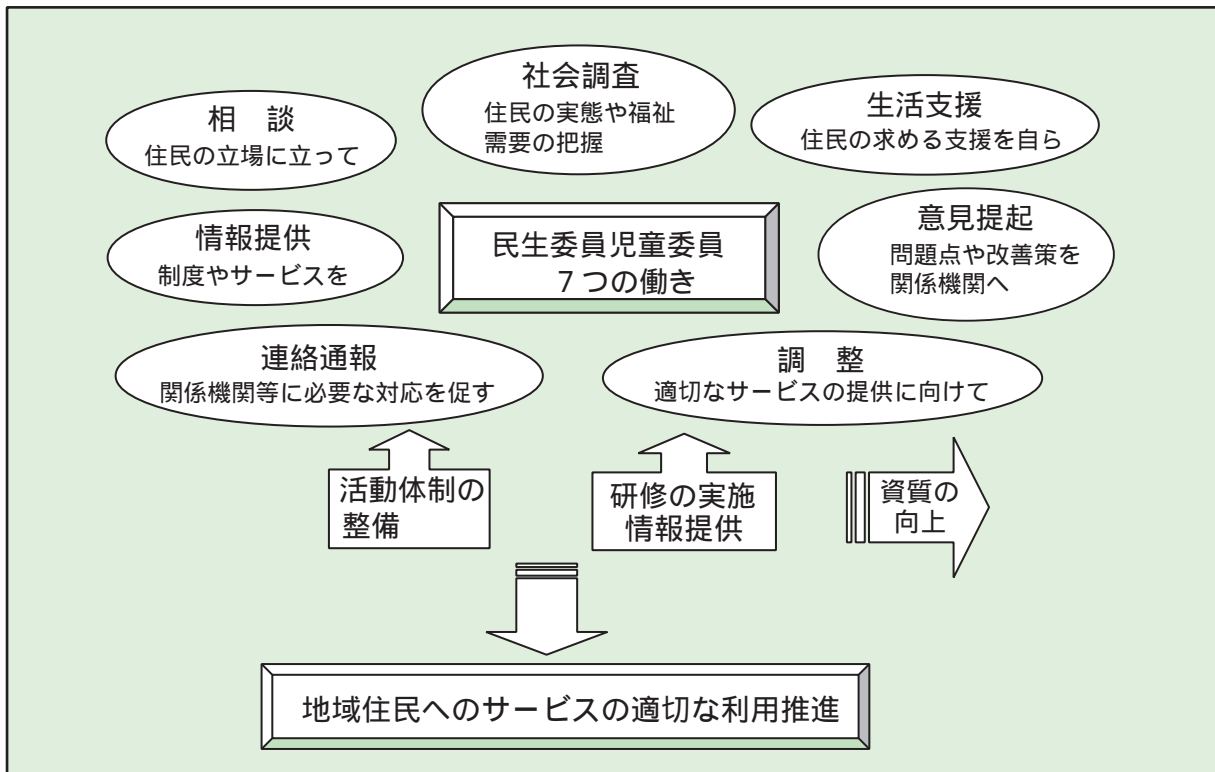 社会調査
住民の実態や福祉
需要の把握
生活支援
住民の求める支援を自ら
相 談
住民の立場に立って
情報提供
制度やサービスを
民生委員児童委員
７つの働き
意見提起
問題点や改善策を
関係機関へ
連絡通報
関係機関等に必要な対応を促す
調 整
適切なサービスの提供に向けて
活動体制の
整備
研修の実施
情報提供
資質の
向上
地域住民へのサービスの適切な利用推進